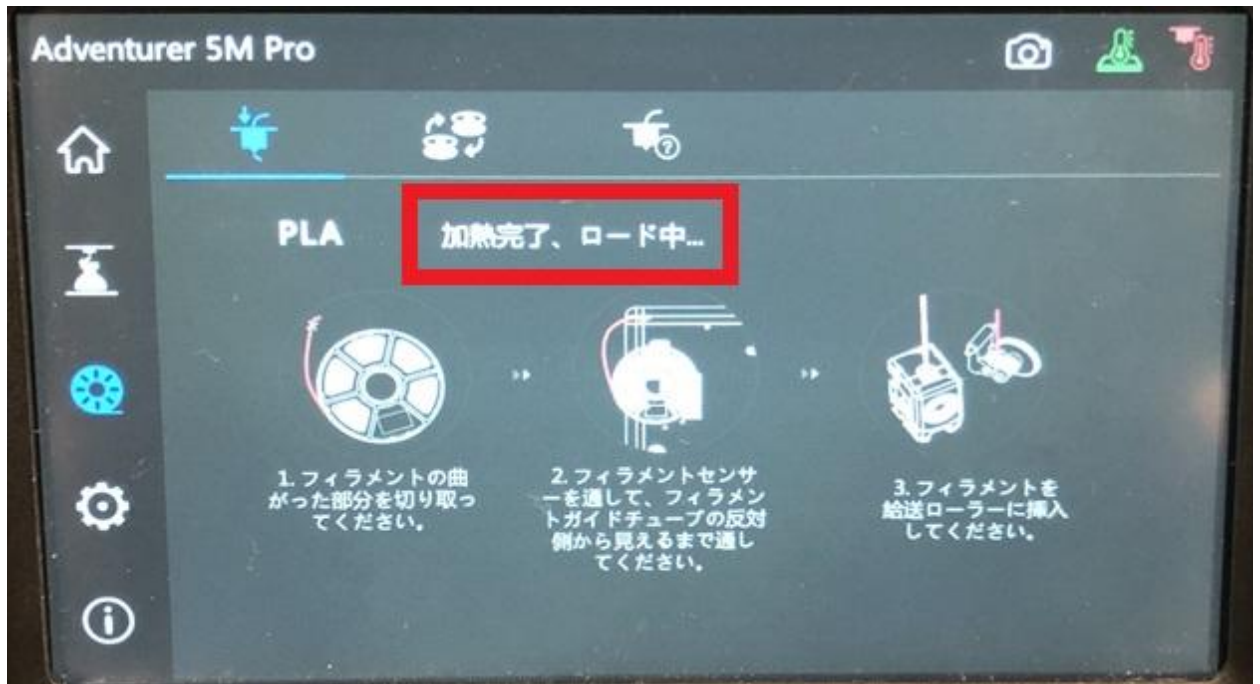 Adventurer 5M Pro
PLA
加熱完了、ロード中...
1. フィラメントの曲
がった部分を切り取っ
てください。
2. フィラメントセンサ
ーを通して、フィラメン
トガイドチューブの反対
側から見えるまで通し
てください。
3. フィラメントを
給送ローラーに挿入
してください。